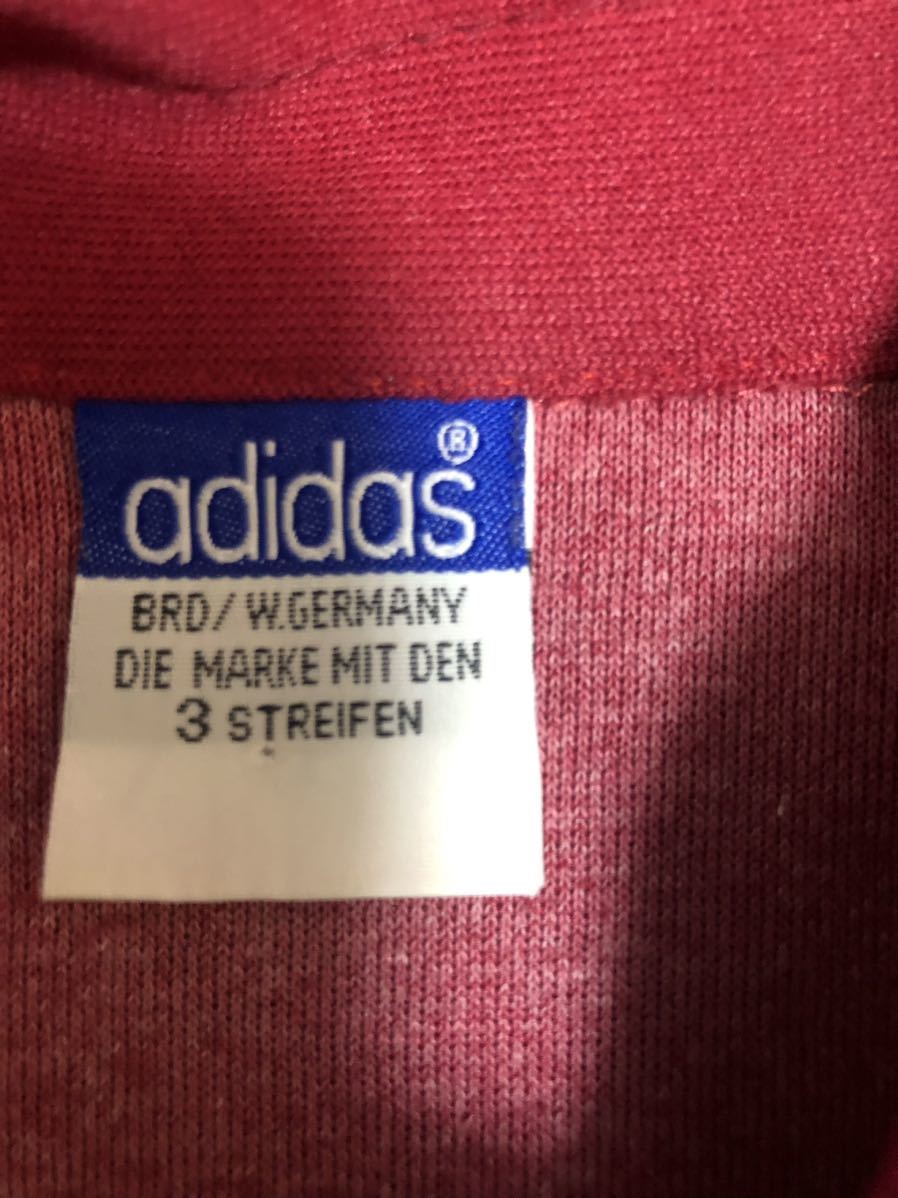 adidas®
BRD/W.GERMANY
DIE MARKE MIT DEN
3 STREIFEN